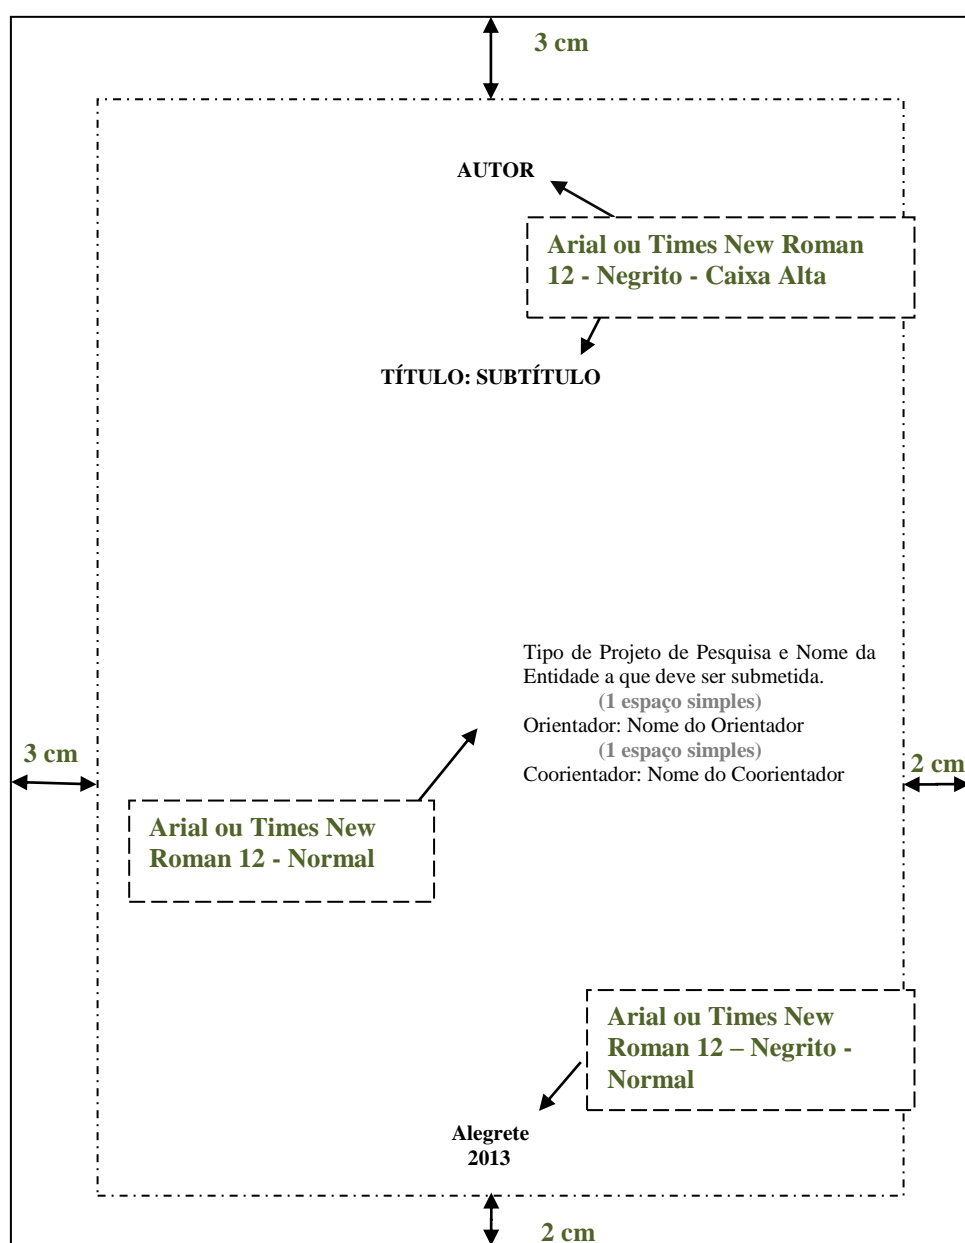 3 cm
AUTOR
Arial ou Times New Roman
12 - Negrito - Caixa Alta
TÍTULO: SUBTÍTULO
Tipo de Projeto de Pesquisa e Nome da
Entidade a que deve ser submetida.
(1 espaço simples)
Orientador: Nome do Orientador
(1 espaço simples)
Coorientador: Nome do Coorientador
3 cm
2 cm
Arial ou Times New
Roman 12 - Normal
Arial ou Times New
Roman 12 – Negrito -
Normal
Alegrete
2013
2 cm